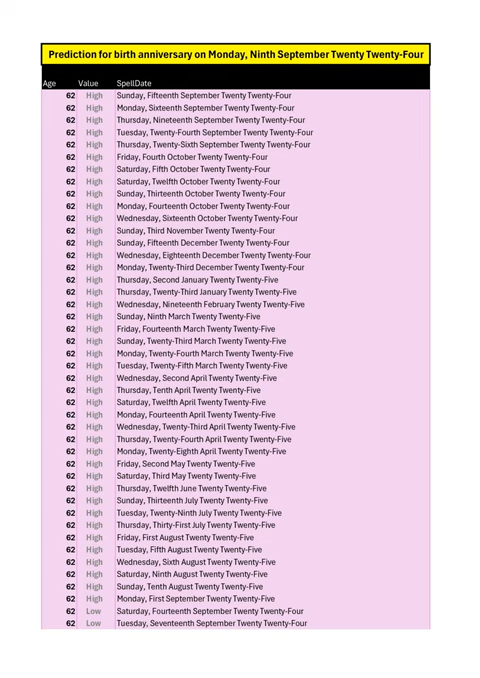 Prediction for birth anniversary on Monday, Ninth September Twenty Twenty-Four
Age Value SpellDate
62 High Sunday, Fifteenth September Twenty Twenty-Four
62 High Monday, Sixteenth September Twenty Twenty-Four
62 High Thursday, Nineteenth September Twenty Twenty-Four
62 High Tuesday, Twenty-Fourth September Twenty Twenty-Four
62 High Thursday, Twenty-Sixth September Twenty Twenty-Four
62 High Friday, Fourth October Twenty Twenty-Four
62 High Saturday, Fifth October Twenty Twenty-Four
62 High Saturday, Twelfth October Twenty Twenty-Four
62 High Sunday, Thirteenth October Twenty Twenty-Four
62 High Monday, Fourteenth October Twenty Twenty-Four
62 High Wednesday, Sixteenth October Twenty Twenty-Four
62 High Sunday, Third November Twenty Twenty-Four
62 High Sunday, Fifteenth December Twenty Twenty-Four
62 High Wednesday, Eighteenth December Twenty Twenty-Four
62 High Monday, Twenty-Third December Twenty Twenty-Four
62 High Thursday, Second January Twenty Twenty-Five
62 High Thursday, Twenty-Third January Twenty Twenty-Five
62 High Wednesday, Nineteenth February Twenty Twenty-Five
62 High Sunday, Ninth March Twenty Twenty-Five
62 High Friday, Fourteenth March Twenty Twenty-Five
62 High Sunday, Twenty-Third March Twenty Twenty-Five
62 High Monday, Twenty-Fourth March Twenty Twenty-Five
62 High Tuesday, Twenty-Fifth March Twenty Twenty-Five
62 High Wednesday, Second April Twenty Twenty-Five
62 High Thursday, Tenth April Twenty Twenty-Five
62 High Saturday, Twelfth April Twenty Twenty-Five
62 High Monday, Fourteenth April Twenty Twenty-Five
62 High Wednesday, Twenty-Third April Twenty Twenty-Five
62 High Thursday, Twenty-Fourth April Twenty Twenty-Five
62 High Monday, Twenty-Eighth April Twenty Twenty-Five
62 High Friday, Second May Twenty Twenty-Five
62 High Saturday, Third May Twenty Twenty-Five
62 High Thursday, Twelfth June Twenty Twenty-Five
62 High Sunday, Thirteenth July Twenty Twenty-Five
62 High Tuesday, Twenty-Ninth July Twenty Twenty-Five
62 High Thursday, Thirty-First July Twenty Twenty-Five
62 High Friday, First August Twenty Twenty-Five
62 High Tuesday, Fifth August Twenty Twenty-Five
62 High Wednesday, Sixth August Twenty Twenty-Five
62 High Saturday, Ninth August Twenty Twenty-Five
62 High Sunday, Tenth August Twenty Twenty-Five
62 High Monday, First September Twenty Twenty-Five
62 Low Saturday, Fourteenth September Twenty Twenty-Four
62 Low Tuesday, Seventeenth September Twenty Twenty-Four